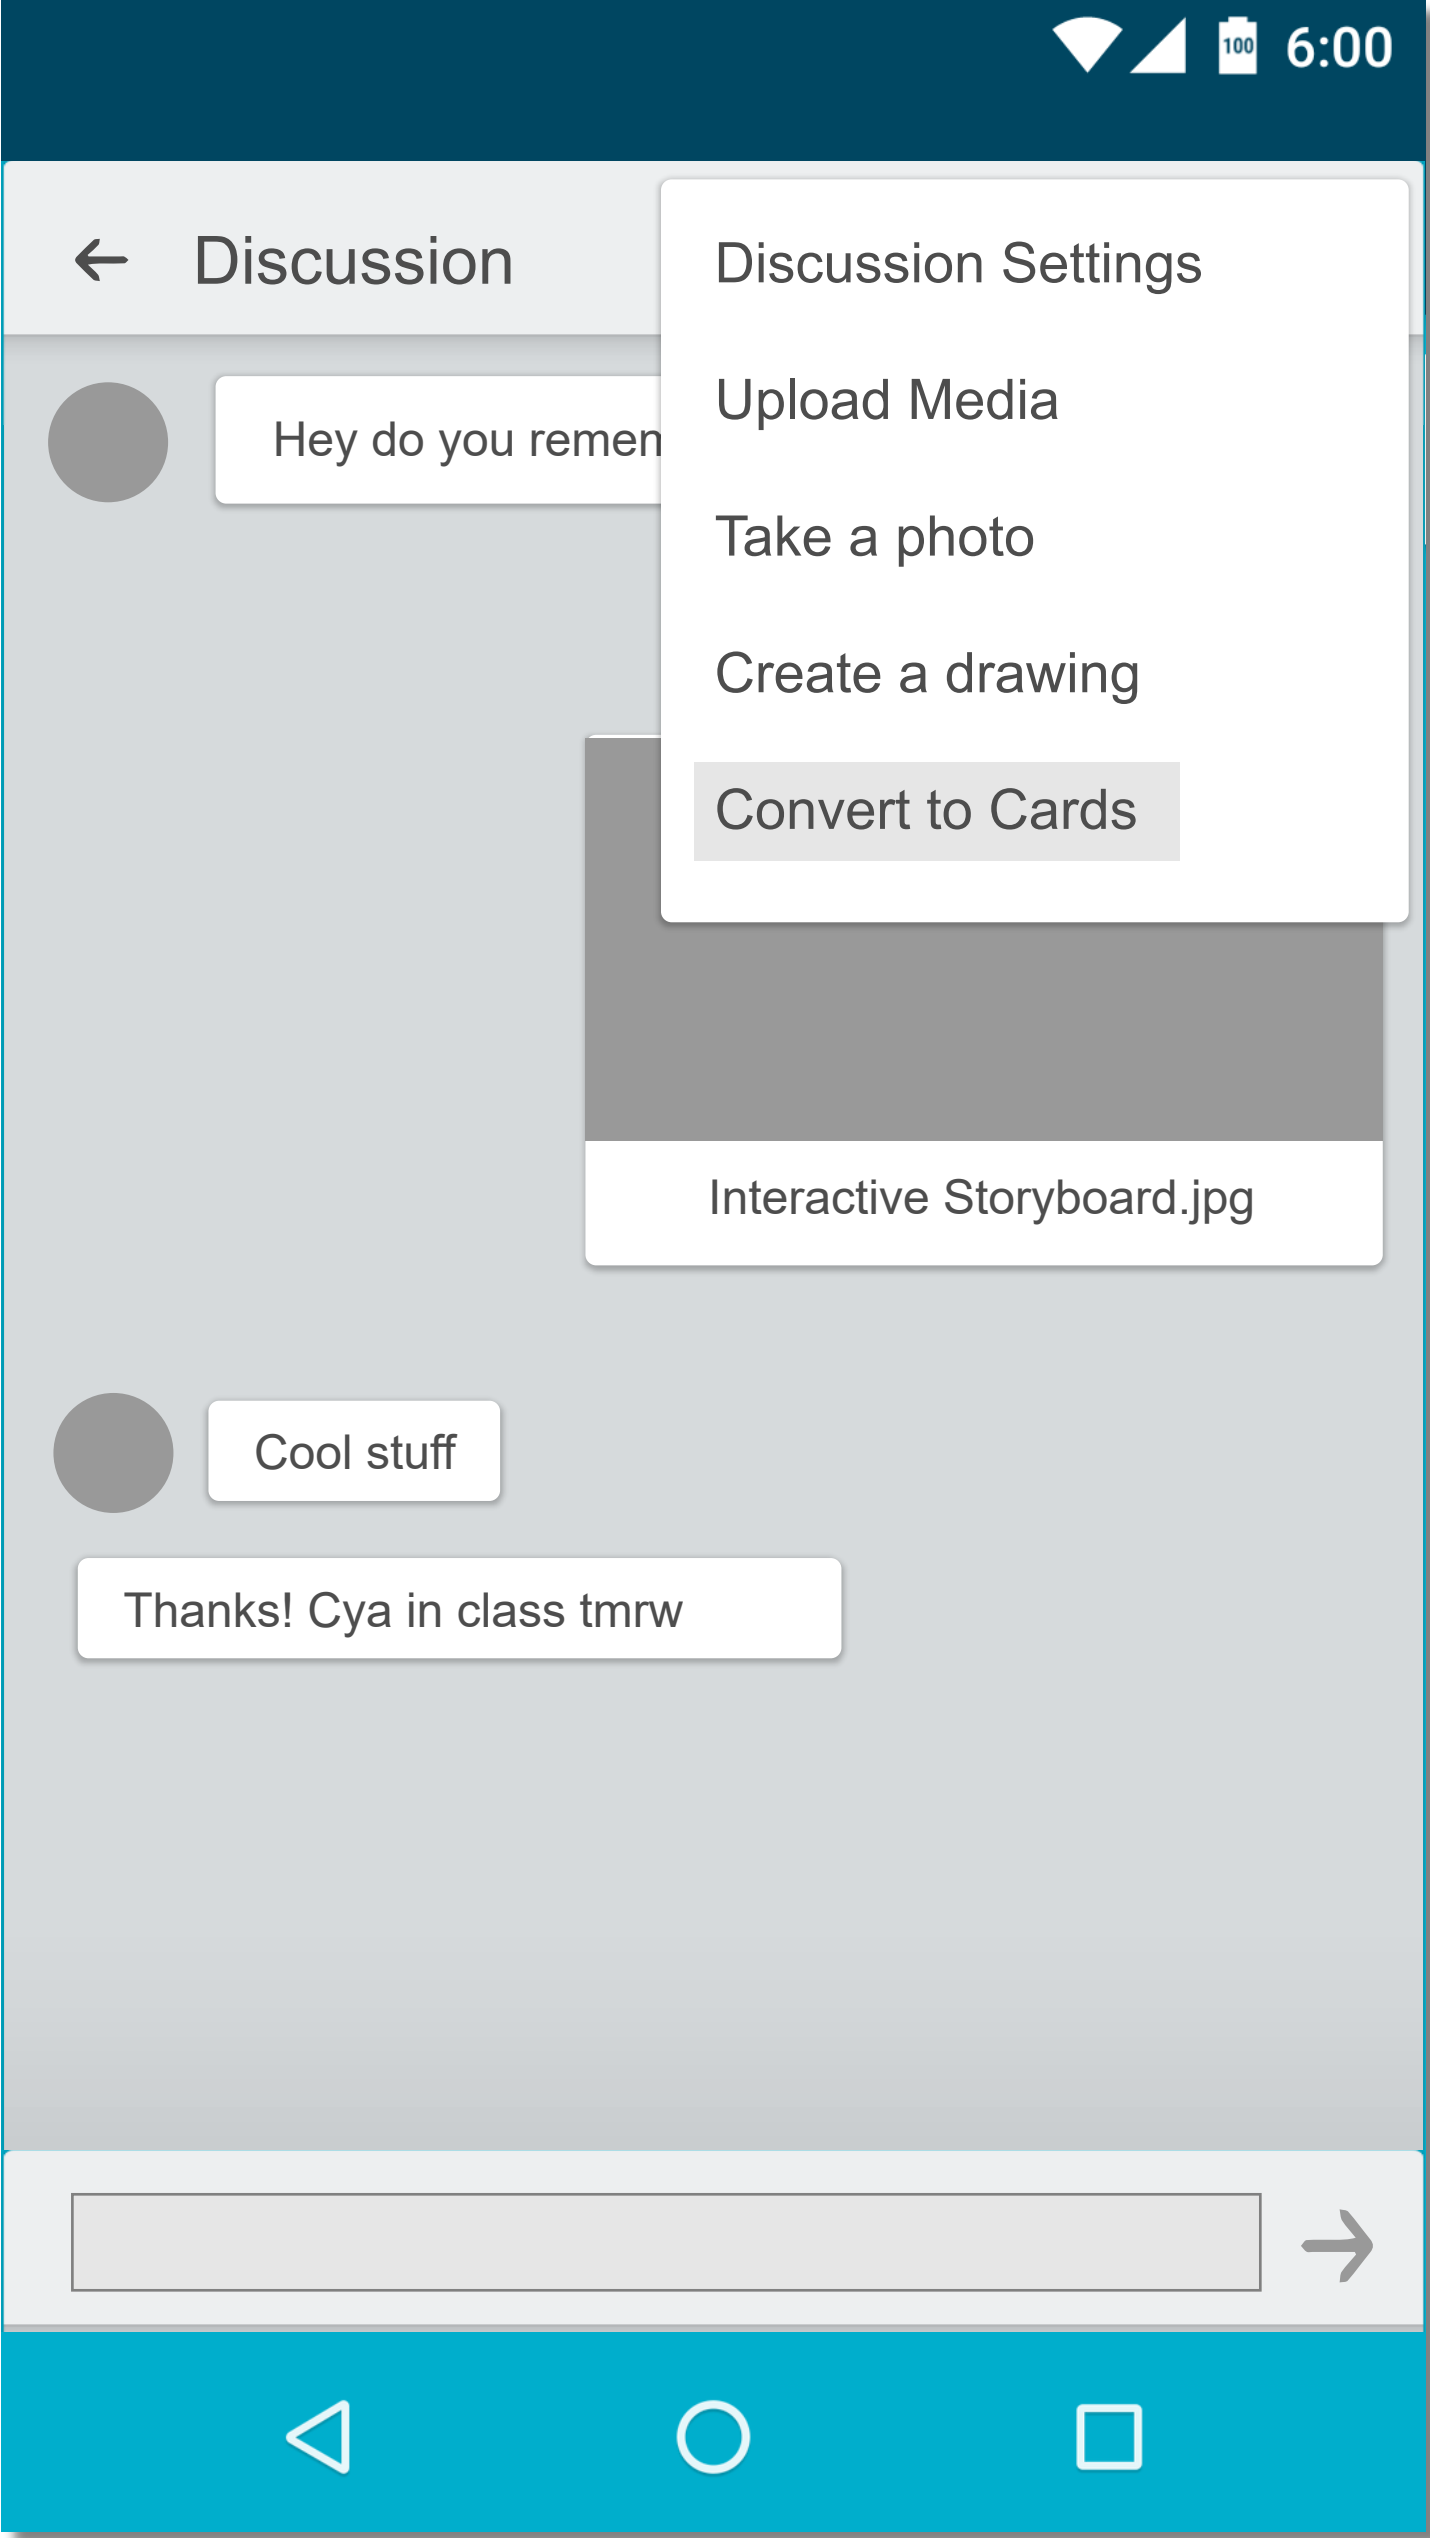 100 6:00
Discussion
Discussion Settings
Upload Media
Take a photo
Create a drawing
Convert to Cards
Hey do you
Interactive Storyboard.jpg
Cool stuff
Thanks! Cya in class tmrw